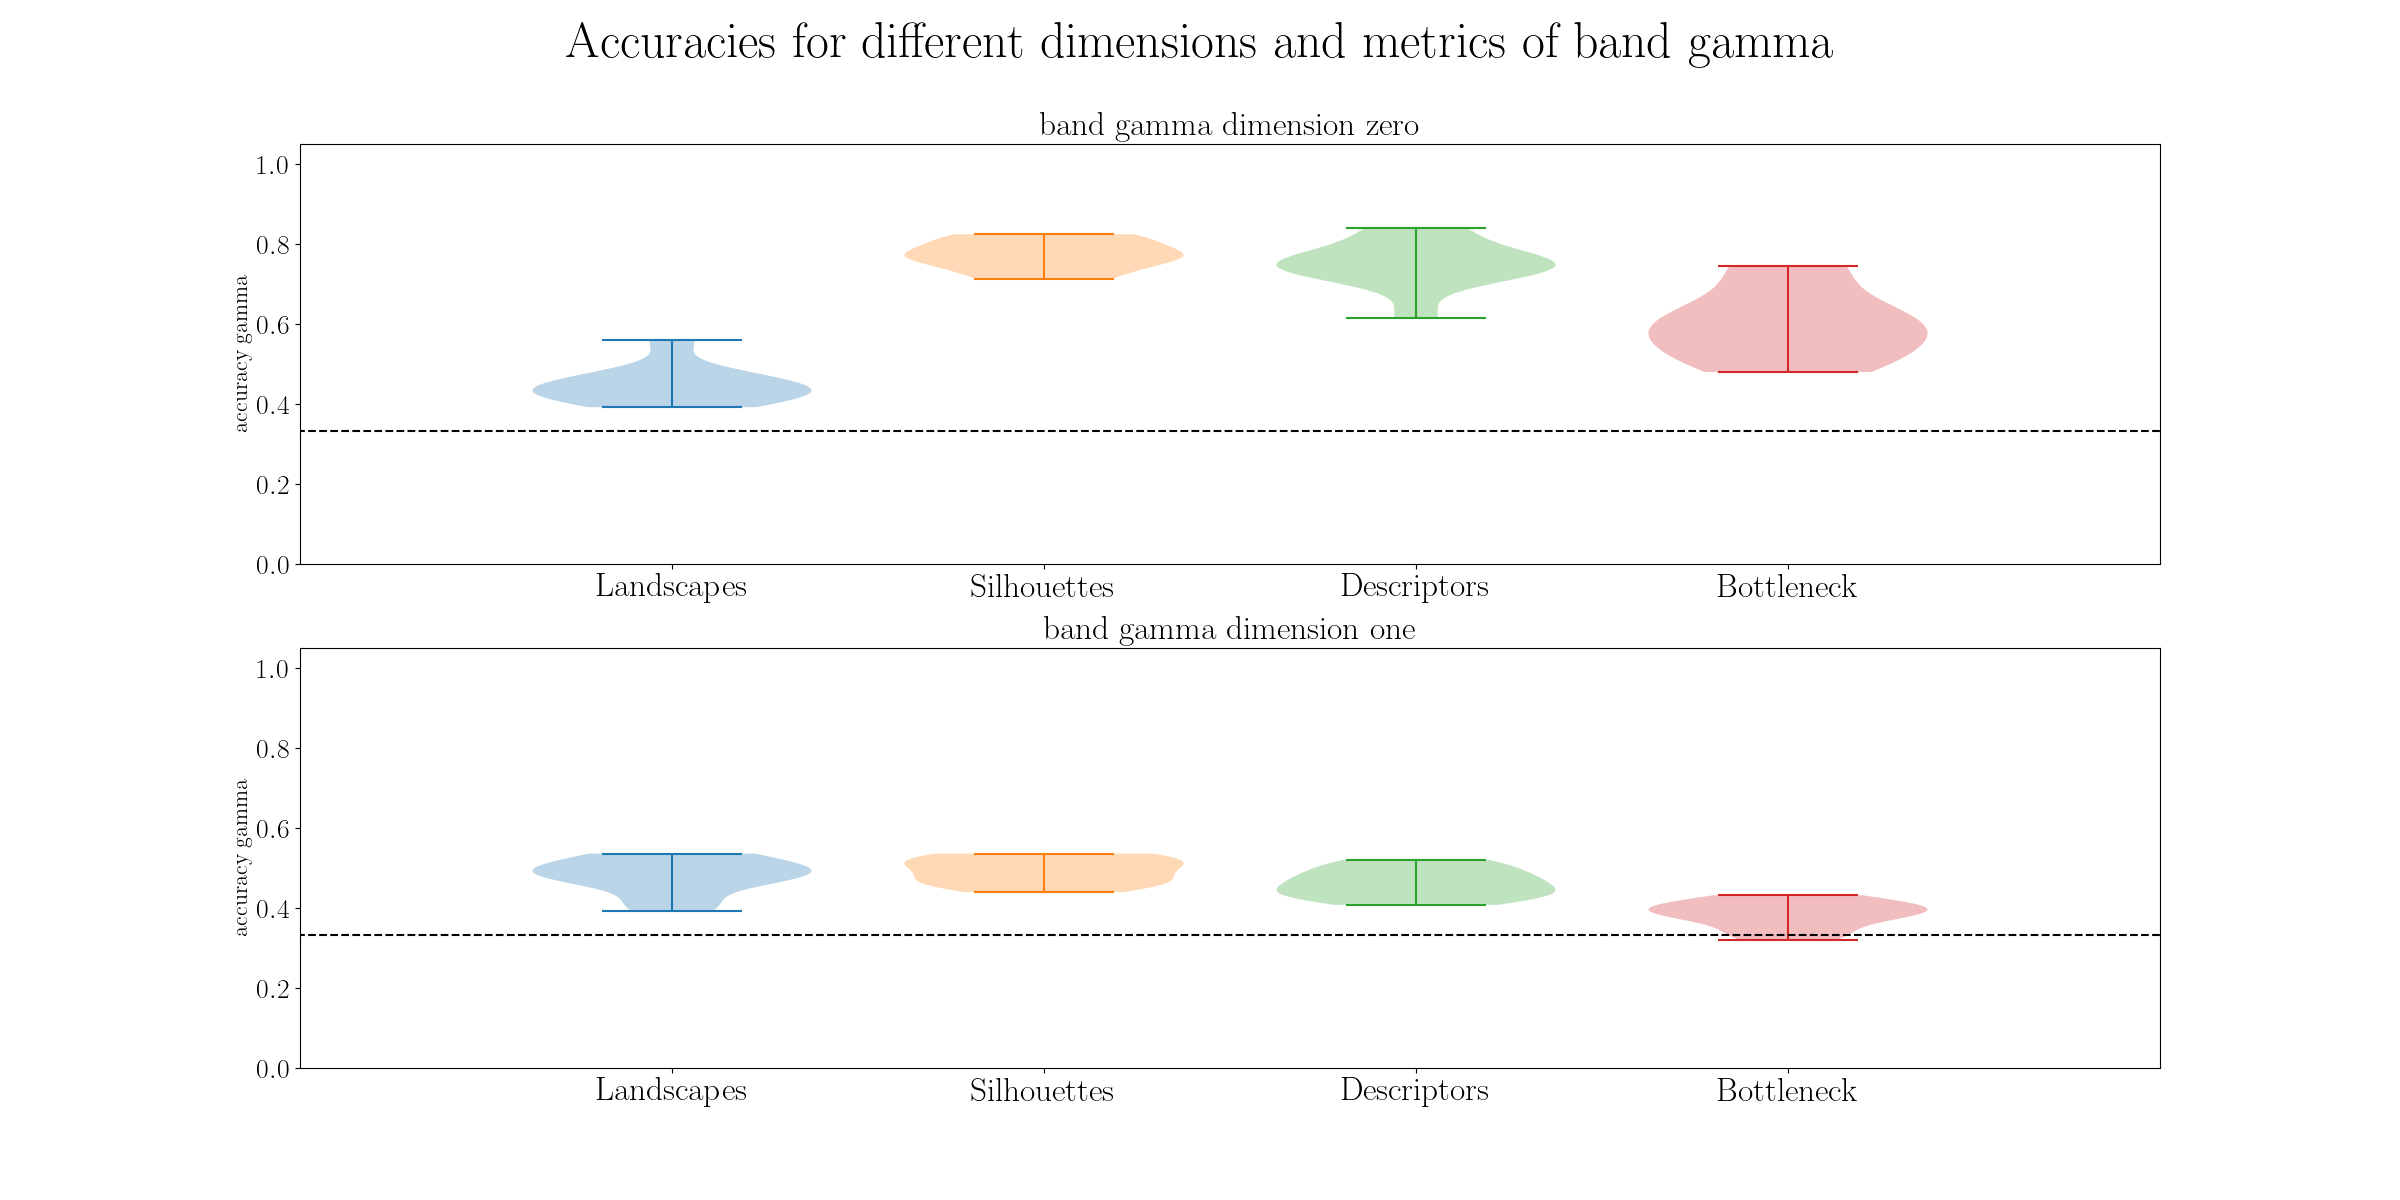 Accuracies for different dimensions and metrics of band gamma
band gamma dimension zero
accuracy gamma
1.0
0.8
0.6
0.4
0.2
0.0
Landscapes Silhouettes Descriptors Bottleneck
band gamma dimension one
accuracy gamma
1.0
0.8
0.6
0.4
0.2
0.0
Landscapes Silhouettes Descriptors Bottleneck